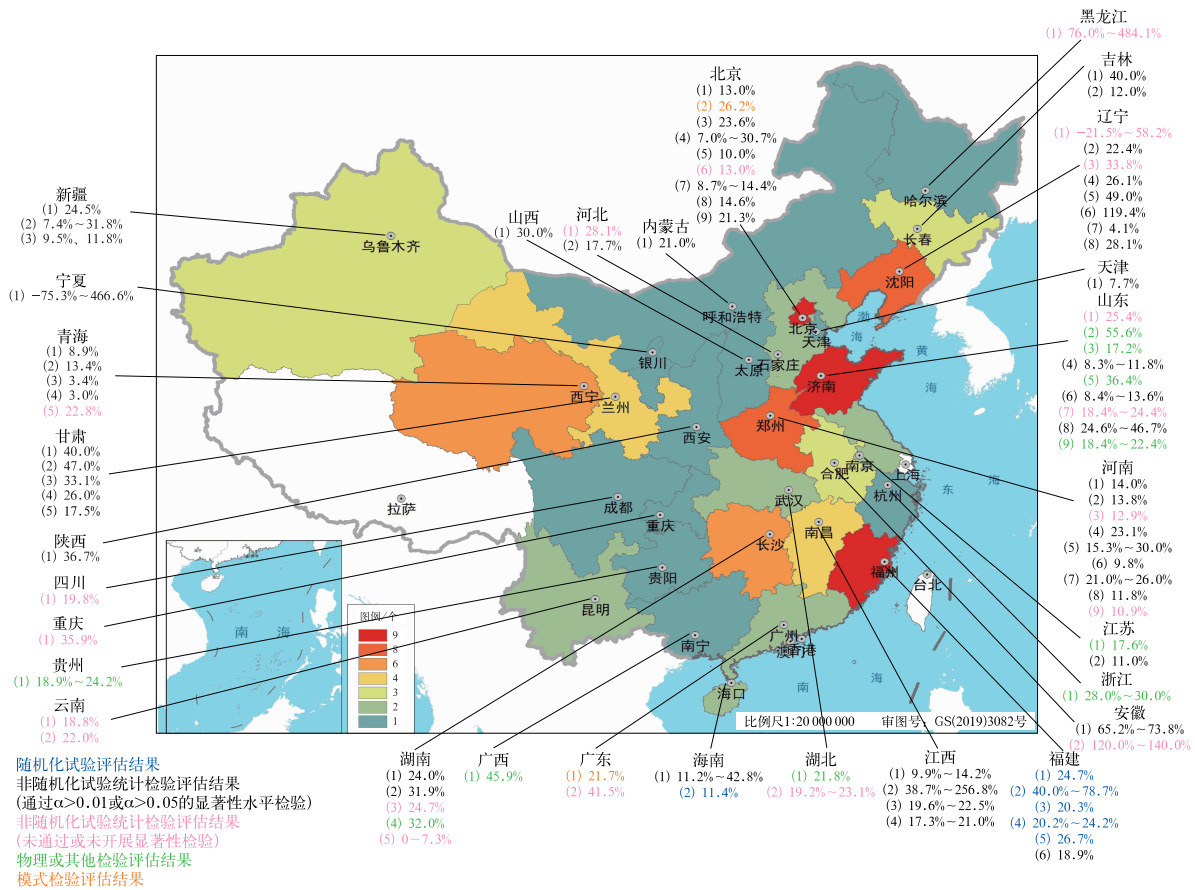 黑龙江
(1) 76.0%~484.1%
吉林
(1) 40.0%
(2) 12.0%
辽宁
(1) −21.5%~58.2%
(2) 22.4%
(3) 33.8%
(4) 26.1%
(5) 49.0%
(6) 119.4%
(7) 4.1%
(8) 28.1%
天津
(1) 7.7%
山东
(1) 25.4%
(2) 55.6%
(3) 17.2%
(4) 8.3%~11.8%
(5) 36.4%
(6) 8.4%~13.6%
(7) 18.4%~24.4%
(8) 24.6%~46.7%
(9) 18.4%~22.4%
河南
(1) 14.0%
(2) 13.8%
(3) 12.9%
(4) 23.1%
(5) 15.3%~30.0%
(6) 9.8%
(7) 21.0%~26.0%
(8) 11.8%
(9) 10.9%
江苏
(1) 17.6%
(2) 11.0%
浙江
(1) 28.0%~30.0%
安徽
(1) 65.2%~73.8%
(2) 120.0%~140.0%
北京
(1) 13.0%
(2) 26.2%
(3) 23.6%
(4) 7.0%~30.7%
(5) 10.0%
(6) 13.0%
(7) 8.7%~14.4%
(8) 14.6%
(9) 21.3%
山西
(1) 30.0%
河北
(1) 28.1%
(2) 17.7%
内蒙古
(1) 21.0%
新疆
(1) 24.5%
(2) 7.4%~31.8%
(3) 9.5%、11.8%
宁夏
(1) −75.3%~466.6%
青海
(1) 8.9%
(2) 13.4%
(3) 3.4%
(4) 3.0%
(5) 22.8%
甘肃
(1) 40.0%
(2) 47.0%
(3) 33.1%
(4) 26.0%
(5) 17.5%
陕西
(1) 36.7%
四川
(1) 19.8%
重庆
(1) 35.9%
贵州
(1) 18.9%~24.2%
云南
(1) 18.8%
(2) 22.0%
哈尔滨
长春
沈阳
乌鲁木齐
呼和浩特
北京
天津
渤
海
黄
海
银川
太原
石家庄
济南
西宁
兰州
郑州
西安
合肥
南京
上海
拉萨
成都
武汉
杭州
东
海
重庆
长沙
南昌
贵阳
福州
台北
昆明
广州
香港
澳门
南宁
海口
南
海
南
海
图例/个
9
8
6
4
3
2
1
比例尺1:20 000 000
审图号: GS(2019)3082号
湖南
(1) 24.0%
(2) 31.9%
(3) 24.7%
(4) 32.0%
(5) 0~7.3%
广西
(1) 45.9%
广东
(1) 21.7%
(2) 41.5%
海南
(1) 11.2%~42.8%
(2) 11.4%
湖北
(1) 21.8%
(2) 19.2%~23.1%
江西
(1) 9.9%~14.2%
(2) 38.7%~256.8%
(3) 19.6%~22.5%
(4) 17.3%~21.0%
福建
(1) 24.7%
(2) 40.0%~78.7%
(3) 20.3%
(4) 20.2%~24.2%
(5) 26.7%
(6) 18.9%
随机化试验评估结果
非随机化试验统计检验评估结果
(通过α>0.01或α>0.05的显著性水平检验)
非随机化试验统计检验评估结果
(未通过或未开展显著性检验)
物理或其他检验评估结果
模式检验评估结果